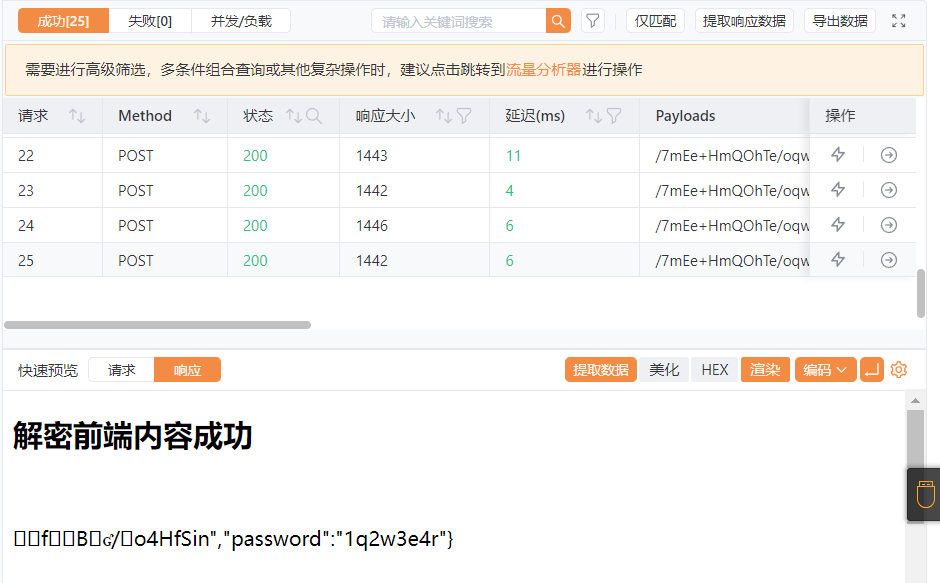 成功[25] 失败[0] 并发/负载 请输入关键词搜索 仅匹配 提取响应数据 导出数据
需要进行高级筛选，多条件组合查询或其他复杂操作时，建议点击跳转到流量分析器进行操作
请求 Method 状态 响应大小 延迟(ms) Payloads 操作
22 POST 200 1443 11 /7mEe+HmQOhTe/oqw
23 POST 200 1442 4 /7mEe+HmQOhTe/oqw
24 POST 200 1446 6 /7mEe+HmQOhTe/oqw
25 POST 200 1442 6 /7mEe+HmQOhTe/oqw
快速预览 请求 响应 提取数据 美化 HEX 渲染 编码
解密前端内容成功
f B / o4HfSin","password":"1q2w3e4r"}